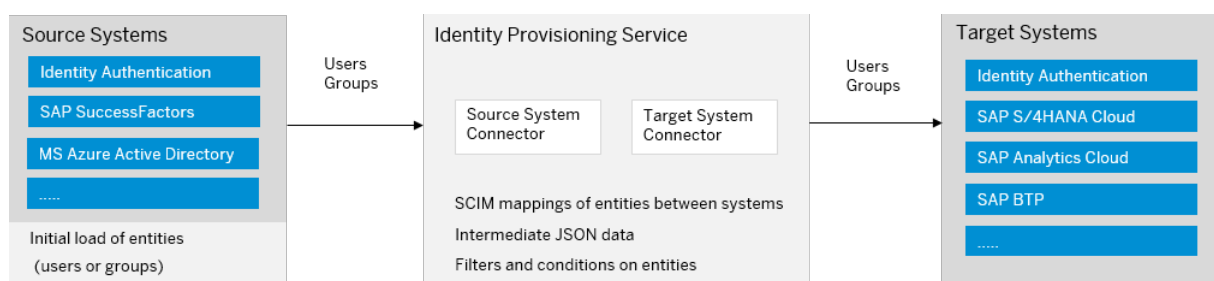 Source Systems
Identity Authentication
SAP SuccessFactors
MS Azure Active Directory
.....
Initial load of entities
(users or groups)
Users
Groups
Identity Provisioning Service
Source System
Connector
Target System
Connector
SCIM mappings of entities between systems
Intermediate JSON data
Filters and conditions on entities
Users
Groups
Target Systems
Identity Authentication
SAP S/4HANA Cloud
SAP Analytics Cloud
SAP BTP
.....